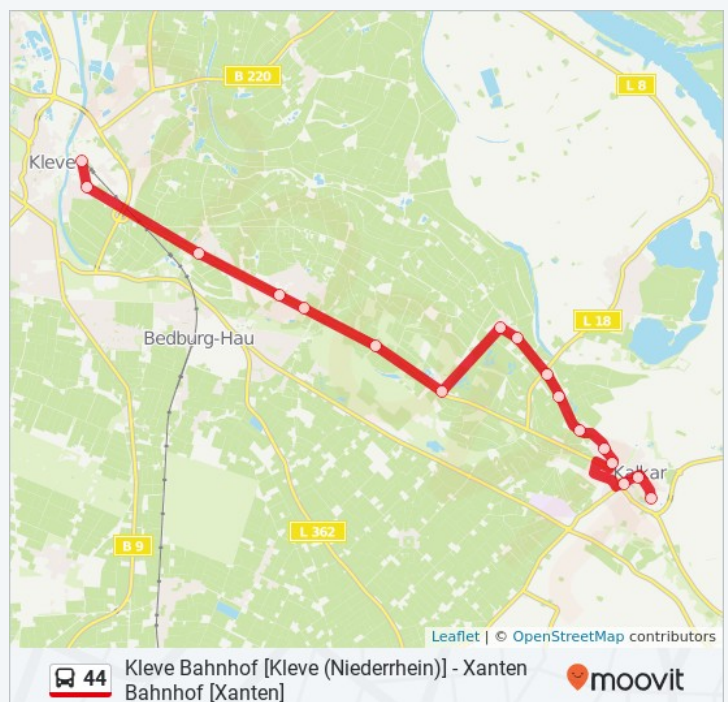 B 220
L 8
Kleve
L 18
Bedburg-Hau
Kalkar
L 362
B 9
Leaflet | © OpenStreetMap contributors
44
Kleve Bahnhof [Kleve (Niederrhein)] - Xanten
Bahnhof [Xanten]
moovit